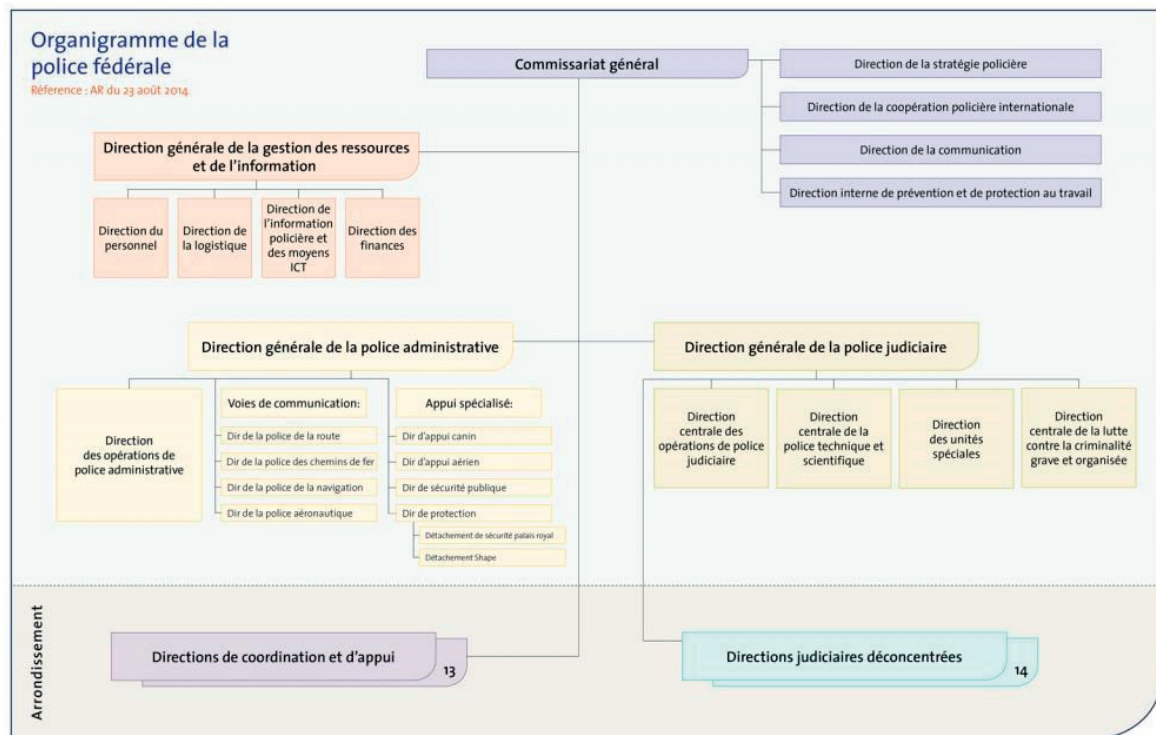 Organigramme de la
police fédérale
Réference : AR du 23 août 2014
Commissariat général
Direction de la stratégie policière
Direction de la coopération policière internationale
Direction de la communication
Direction interne de prévention et de protection au travail
Direction générale de la gestion des ressources
et de l'information
Direction du
personnel
Direction de
la logistique
Direction de
l'information
policière et
des moyens
ICT
Direction des
finances
Direction générale de la police administrative
Direction
des opérations de
police administrative
Voies de communication:
Dir de la police de la route
Dir de la police des chemins de fer
Dir de la police de la navigation
Dir de la police aéronautique
Appui spécialisé:
Dir d'appui canin
Dir d'appui aérien
Dir de sécurité publique
Dir de protection
Détachement de sécurité palais royal
Détachement Shape
Direction générale de la police judiciaire
Direction
centrale des
opérations de police
judiciaire
Direction
centrale de la
police technique et
scientifique
Direction
des unités
spéciales
Direction
centrale de la lutte
contre la criminalité
grave et organisée
Arrondissement
Directions de coordination et d'appui
13
Directions judiciaires déconcentrées
14